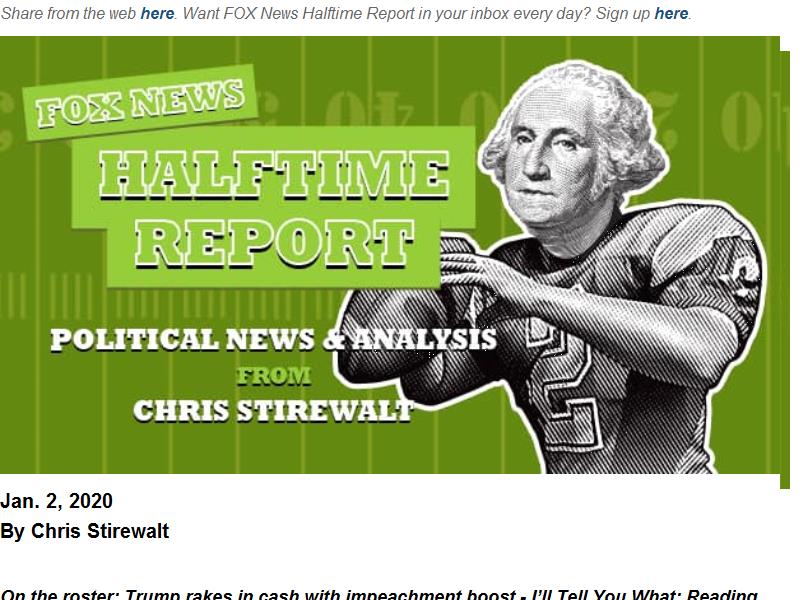 Share from the web here. Want FOX News Halftime Report in your inbox every day? Sign up here.
FOX NEWS
HALFTIME
REPORT
POLITICAL NEWS & ANALYSIS
FROM
CHRIS STIREWALT
Jan. 2, 2020
By Chris Stirewalt
On the roster: Trump rakes in cash with impeachment boost - I’ll Tell You What: Reading